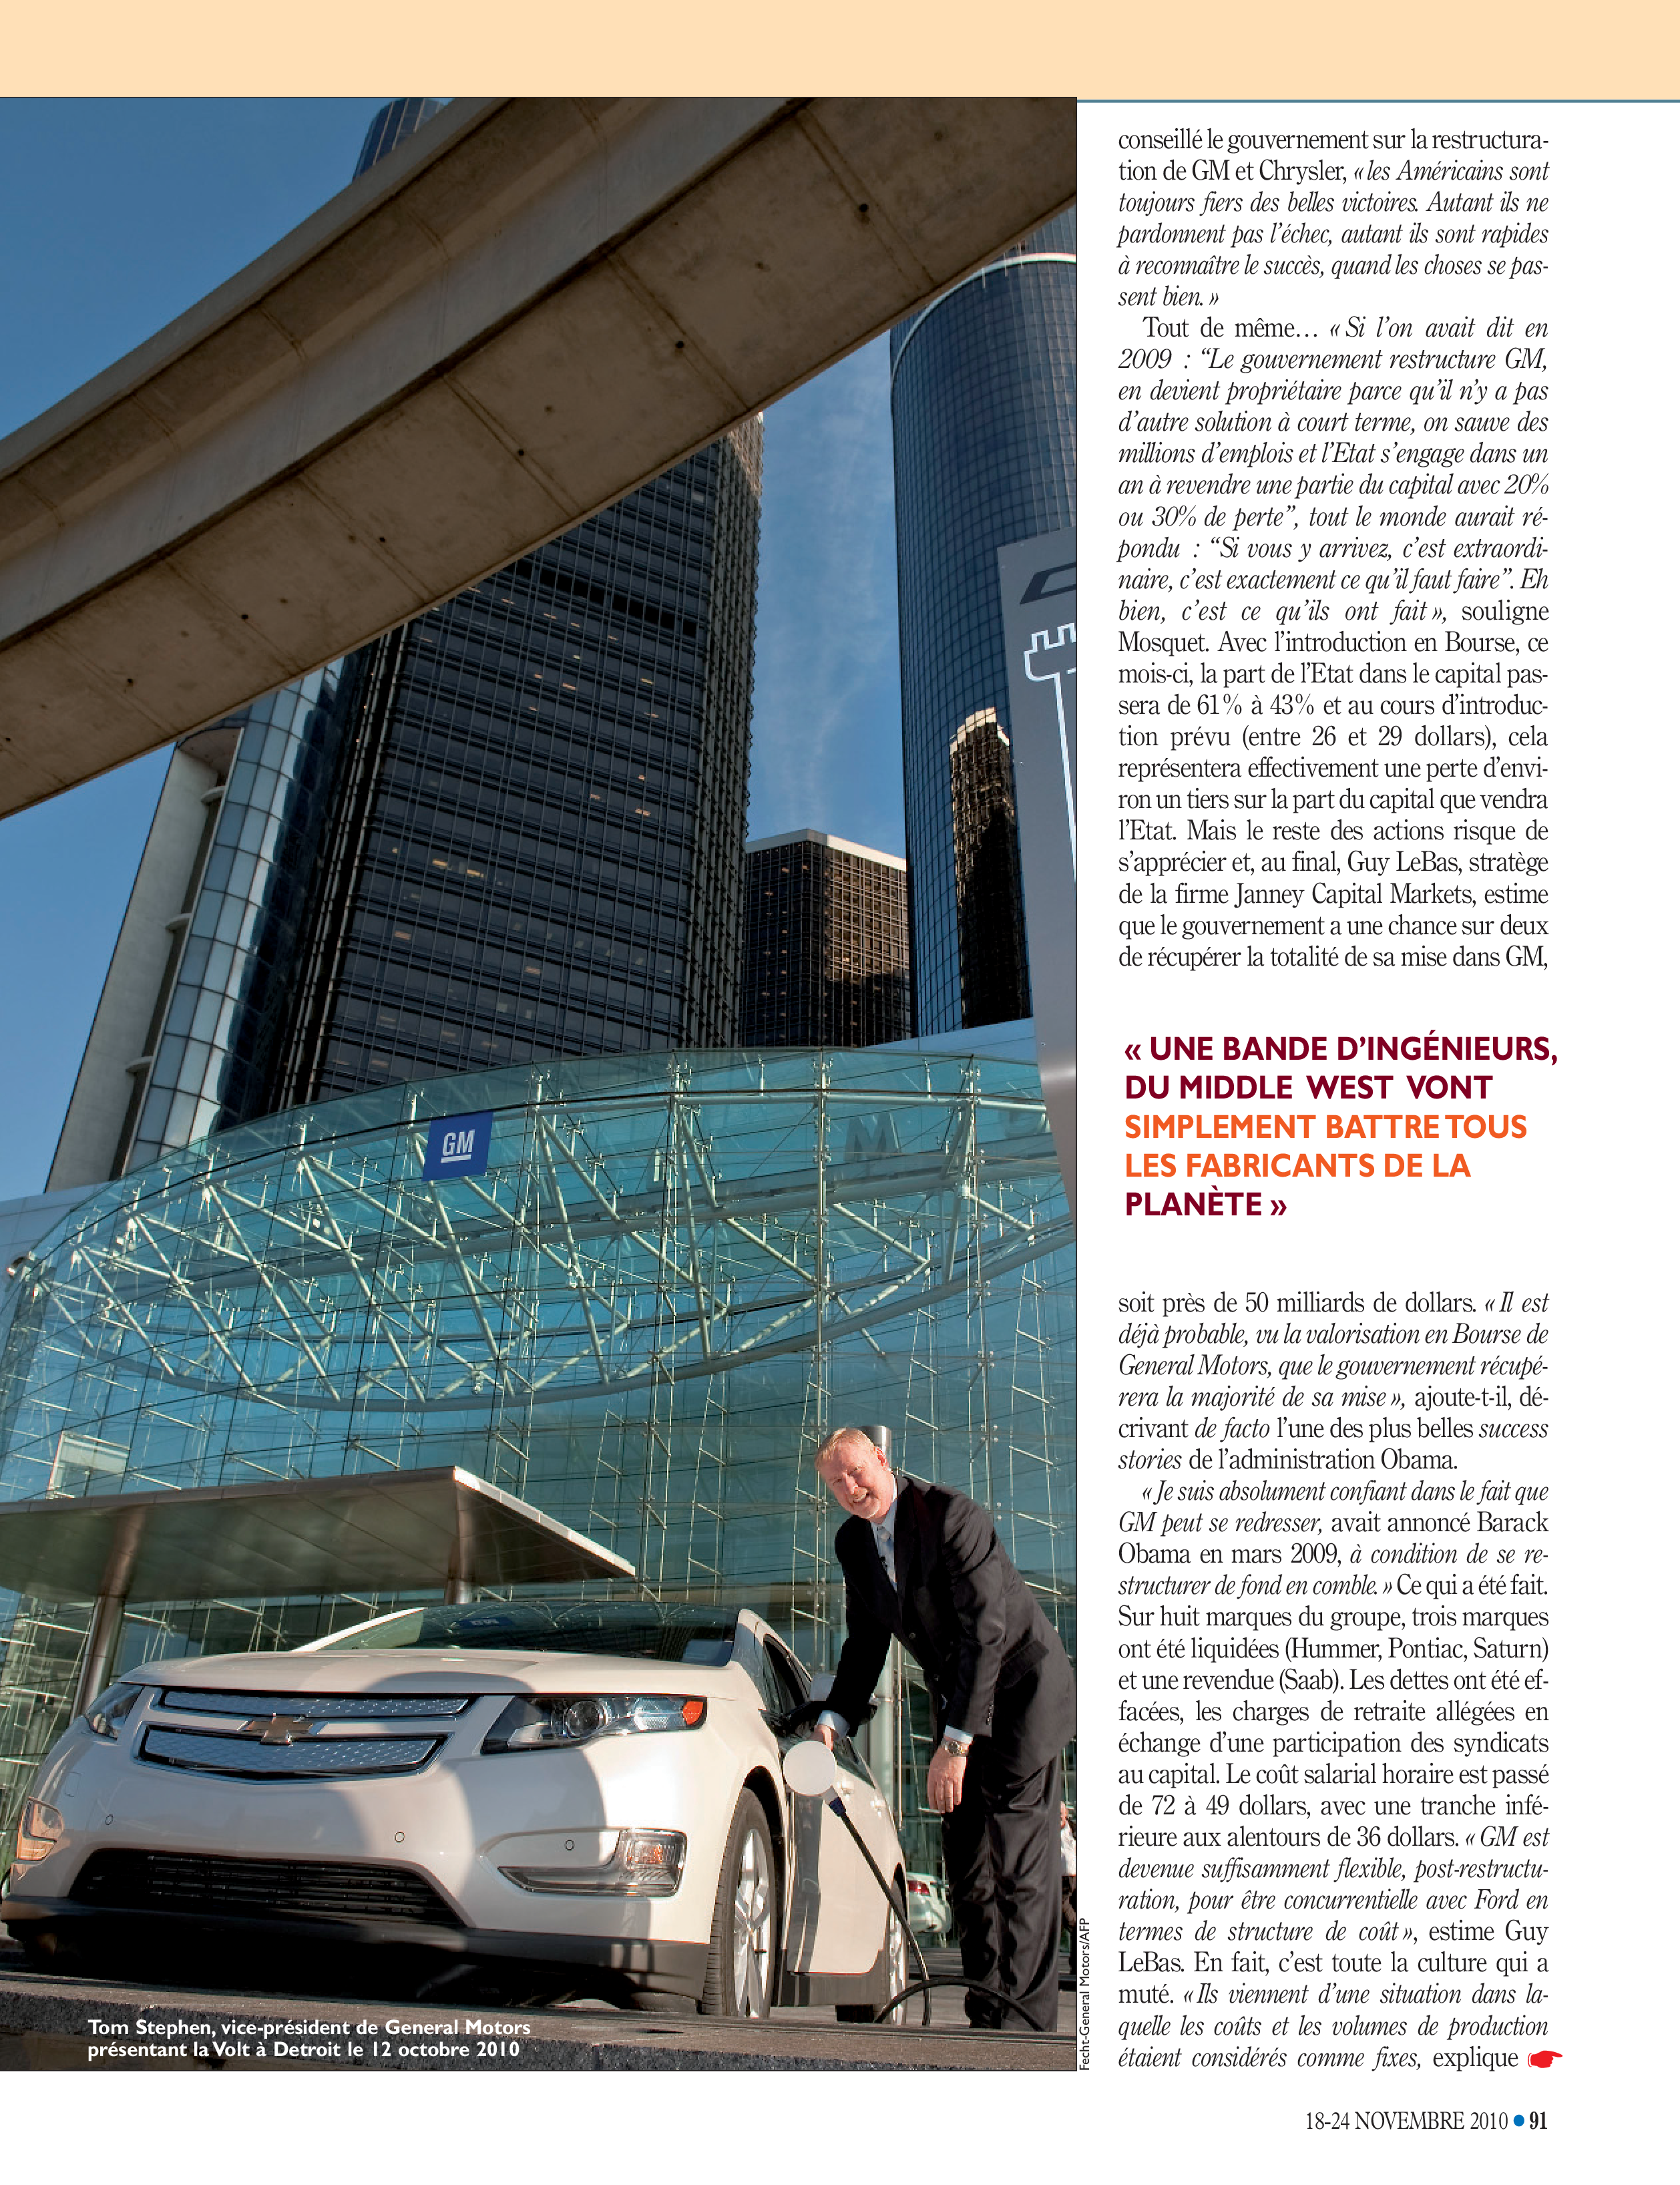 conseillé le gouvernement sur la restructura-
tion de GM et Chrysler, « les Américains sont
toujours fiers des belles victoires. Autant ils ne
pardonnent pas l’échec, autant ils sont rapides
à reconnaître le succès, quand les choses se pas-
sent bien. »
Tout de même… « Si l’on avait dit en
2009 : “Le gouvernement restructure GM,
en devient propriétaire parce qu’il n’y a pas
d’autre solution à court terme, on sauve des
millions d’emplois et l’Etat s’engage dans un
an à revendre une partie du capital avec 20%
ou 30% de perte”, tout le monde aurait ré-
pondu : “Si vous y arrivez, c’est extraordi-
naire, c’est exactement ce qu’il faut faire”. Eh
bien, c’est ce qu’ils ont fait », souligne
Mosquet. Avec l’introduction en Bourse, ce
mois-ci, la part de l’Etat dans le capital pas-
sera de 61% à 43% et au cours d’introduc-
tion prévu (entre 26 et 29 dollars), cela
représentera effectivement une perte d’envi-
ron un tiers sur la part du capital que vendra
l’Etat. Mais le reste des actions risque de
s’apprécier et, au final, Guy LeBas, stratège
de la firme Janney Capital Markets, estime
que le gouvernement a une chance sur deux
de récupérer la totalité de sa mise dans GM,
« UNE BANDE D’INGÉNIEURS,
DU MIDDLE WEST VONT
SIMPLEMENT BATTRE TOUS
LES FABRICANTS DE LA
PLANÈTE »
soit près de 50 milliards de dollars. « Il est
déjà probable, vu la valorisation en Bourse de
General Motors, que le gouvernement récupé-
rera la majorité de sa mise », ajoute-t-il, dé-
crivant de facto l’une des plus belles success
stories de l’administration Obama.
« Je suis absolument confiant dans le fait que
GM peut se redresser, avait annoncé Barack
Obama en mars 2009, à condition de se re-
structurer de fond en comble. » Ce qui a été fait.
Sur huit marques du groupe, trois marques
ont été liquidées (Hummer, Pontiac, Saturn)
et une revendue (Saab). Les dettes ont été ef-
facées, les charges de retraite allégées en
échange d’une participation des syndicats
au capital. Le coût salarial horaire est passé
de 72 à 49 dollars, avec une tranche infé-
rieure aux alentours de 36 dollars. « GM est
devenue suffisamment flexible, post-restructu-
ration, pour être concurrentielle avec Ford en
termes de structure de coût », estime Guy
LeBas. En fait, c’est toute la culture qui a
muté. « Ils viennent d’une situation dans la-
quelle les coûts et les volumes de production
étaient considérés comme fixes, explique
GM
Tom Stephen, vice-président de General Motors
présentant la Volt à Detroit le 12 octobre 2010
Fecht-General Motors/AFP
18-24 NOVEMBRE 2010 • 91